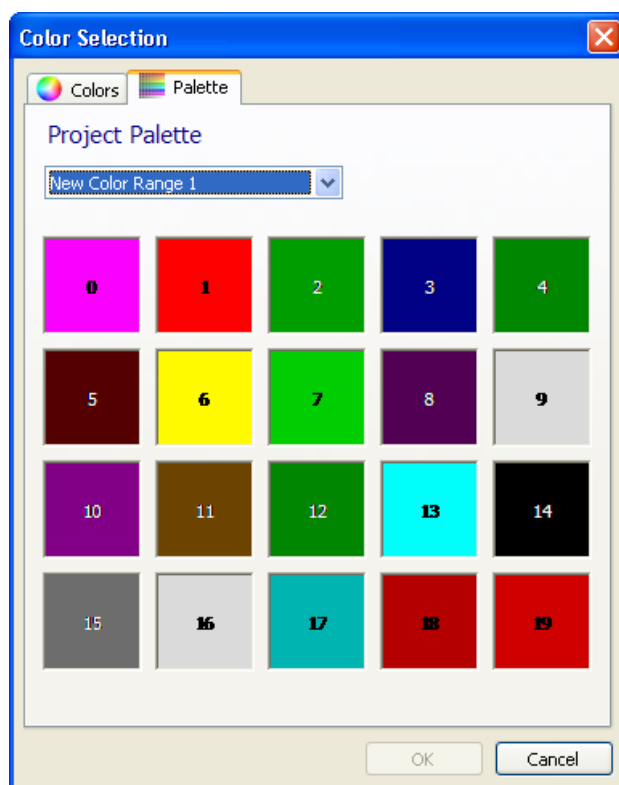 Color Selection
Colors Palette
Project Palette
New Color Range 1
0 1 2 3 4
5 6 7 8 9
10 11 12 13 14
15 16 17 18 19
OK Cancel